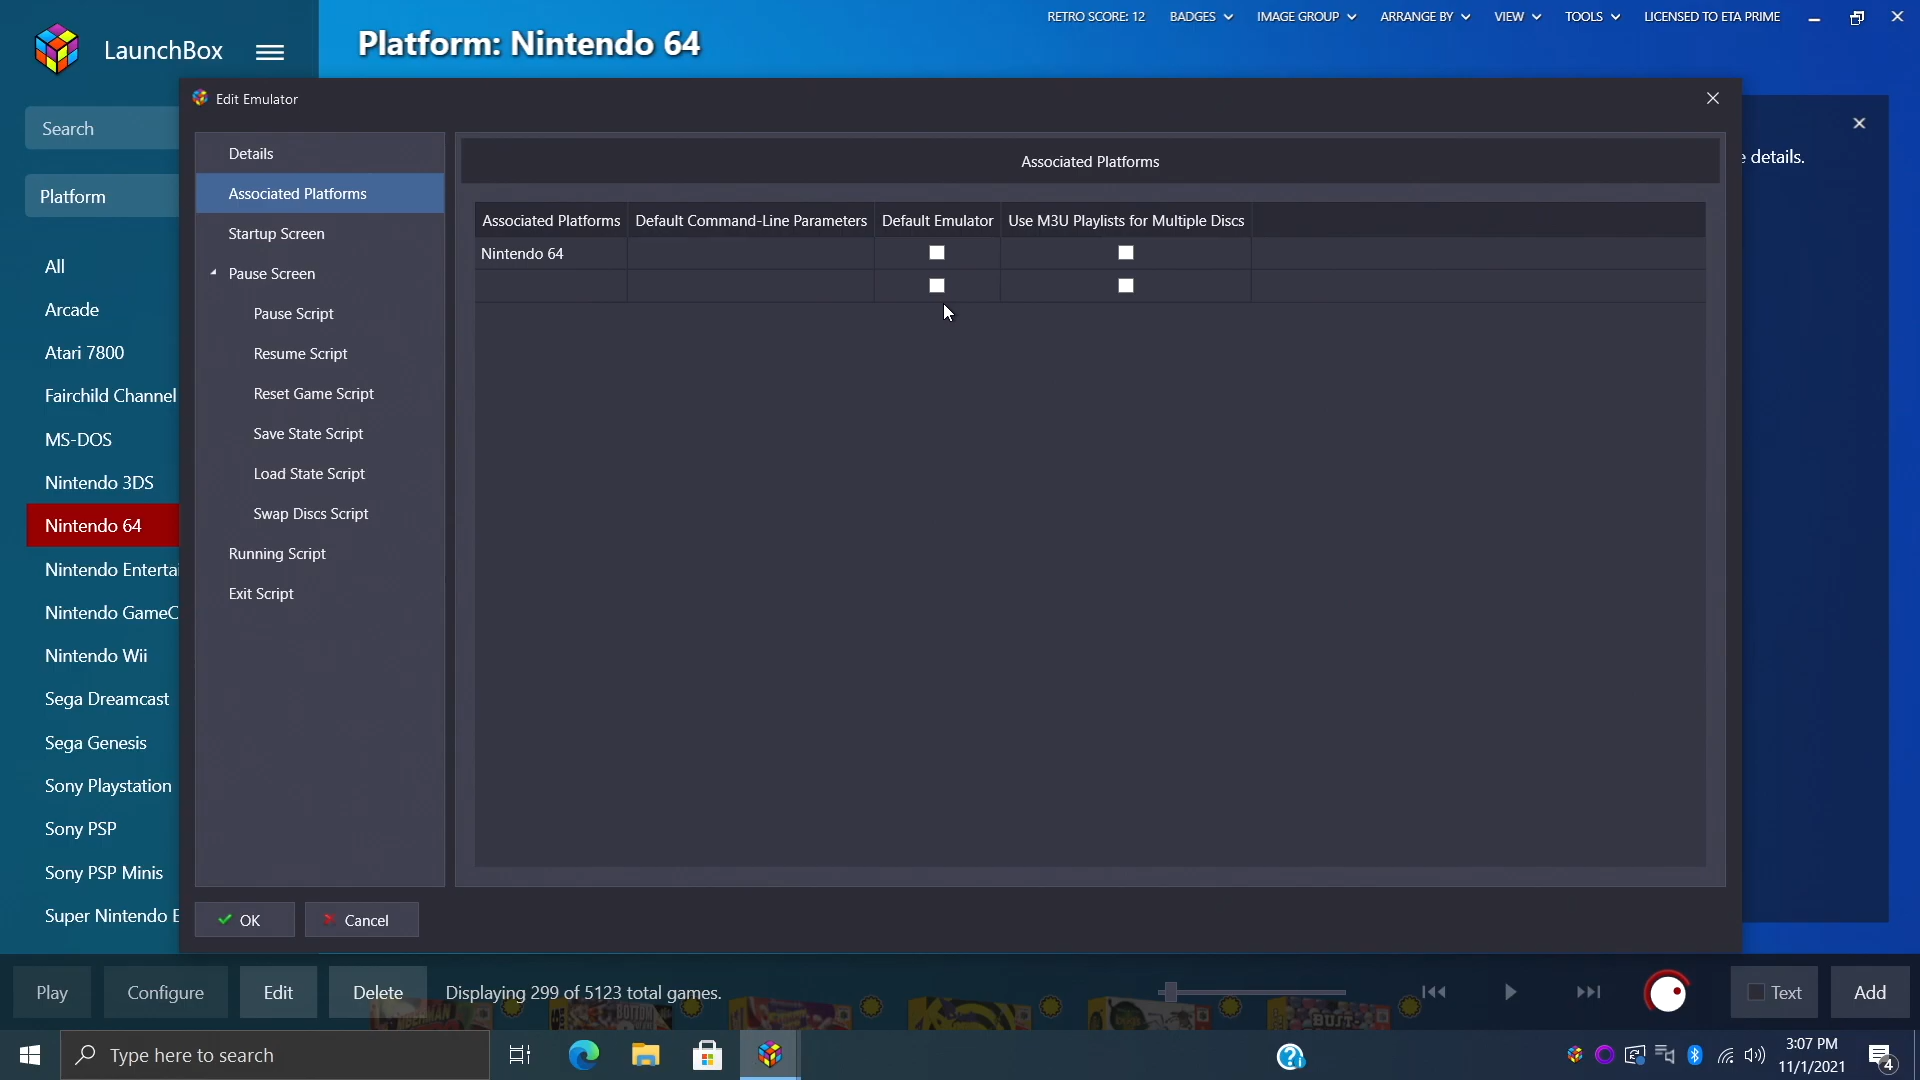 LaunchBox
Platform: Nintendo 64
RETRO SCORE: 12
BADGES
IMAGE GROUP
ARRANGE BY
VIEW
TOOLS
LICENSED TO ETA PRIME
Search
Platform
All
Arcade
Atari 7800
Fairchild Channel
MS-DOS
Nintendo 3DS
Nintendo 64
Nintendo Enterta
Nintendo GameC
Nintendo Wii
Sega Dreamcast
Sega Genesis
Sony Playstation
Sony PSP
Sony PSP Minis
Super Nintendo E
Edit Emulator
Details
Associated Platforms
Startup Screen
Pause Screen
Pause Script
Resume Script
Reset Game Script
Save State Script
Load State Script
Swap Discs Script
Running Script
Exit Script
Associated Platforms
Associated Platforms Default Command-Line Parameters Default Emulator Use M3U Playlists for Multiple Discs
Nintendo 64
OK
Cancel
details.
Play
Configure
Edit
Delete
Displaying 299 of 5123 total games.
Text
Add
Type here to search
3:07 PM
11/1/2021
4